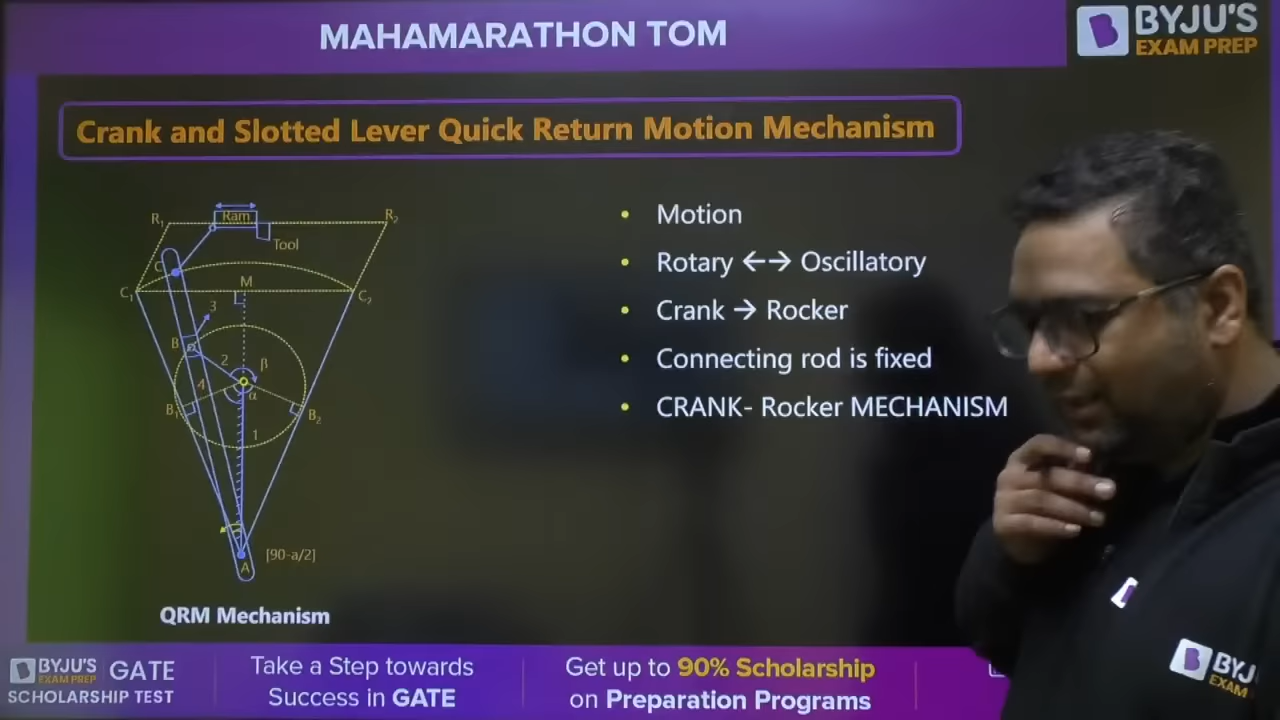 MAHAMARATHON TOM
BYJU'S
EXAM PREP
Crank and Slotted Lever Quick Return Motion Mechanism
R1
Ram
R2
Tool
C
C1
M
C2
3
B
2
β
4
α
B1
B2
1
[90-a/2]
A
QRM Mechanism
• Motion
• Rotary ←→ Oscillatory
• Crank → Rocker
• Connecting rod is fixed
• CRANK- Rocker MECHANISM
BYJU'S
EXAM PREP
GATE
SCHOLARSHIP TEST
Take a Step towards
Success in GATE
Get up to 90% Scholarship
on Preparation Programs
BYJ
EXAM